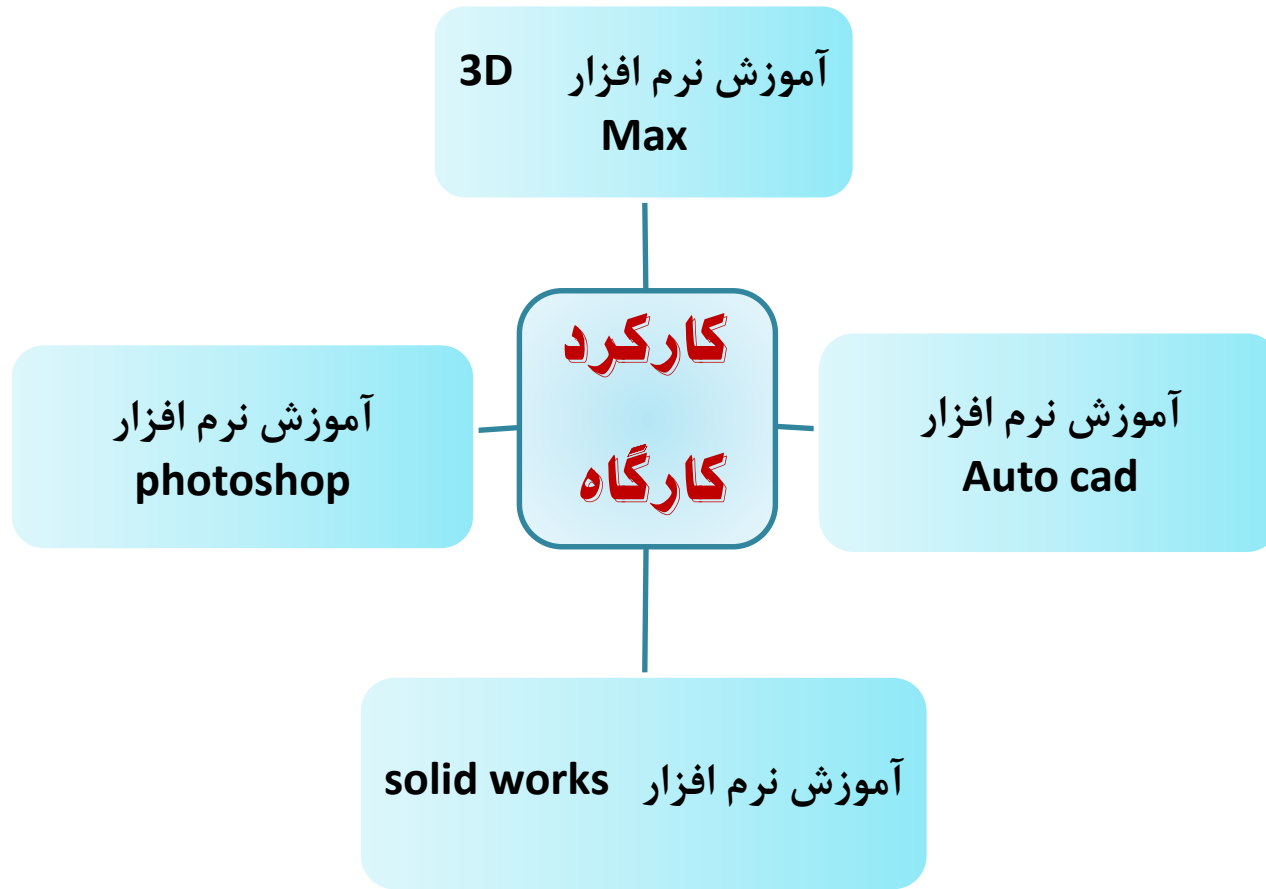 آموزش نرم افزار 3D
Max
کارکرد
کارگاه
آموزش نرم افزار
Auto cad
آموزش نرم افزار
photoshop
آموزش نرم افزار solid works